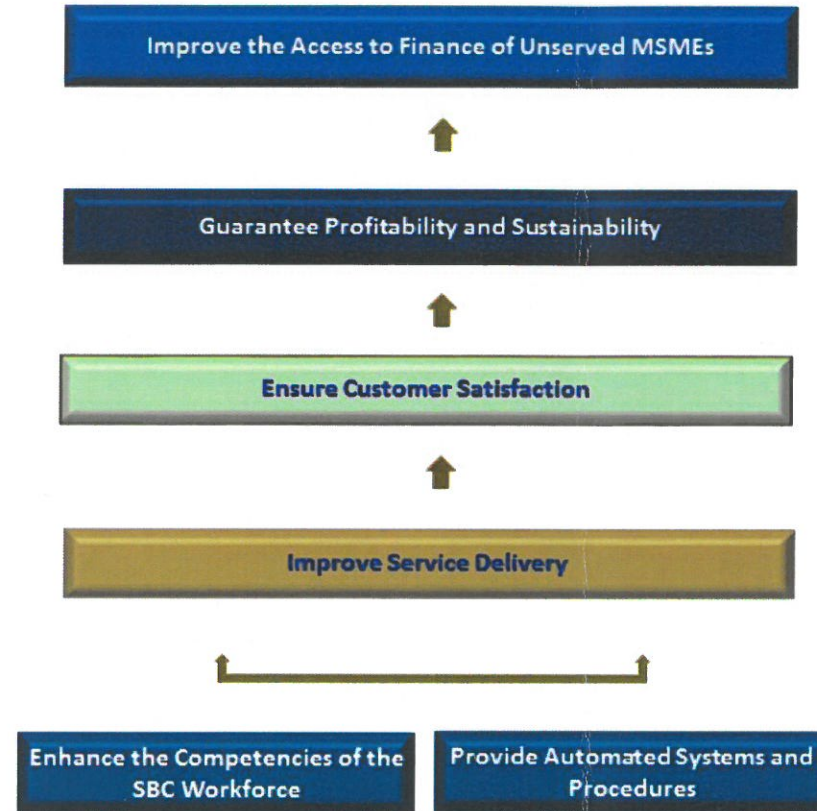 Improve the Access to Finance of Unserved MSMEs
Guarantee Profitability and Sustainability
Ensure Customer Satisfaction
Improve Service Delivery
Enhance the Competencies of the
SBC Workforce
Provide Automated Systems and
Procedures